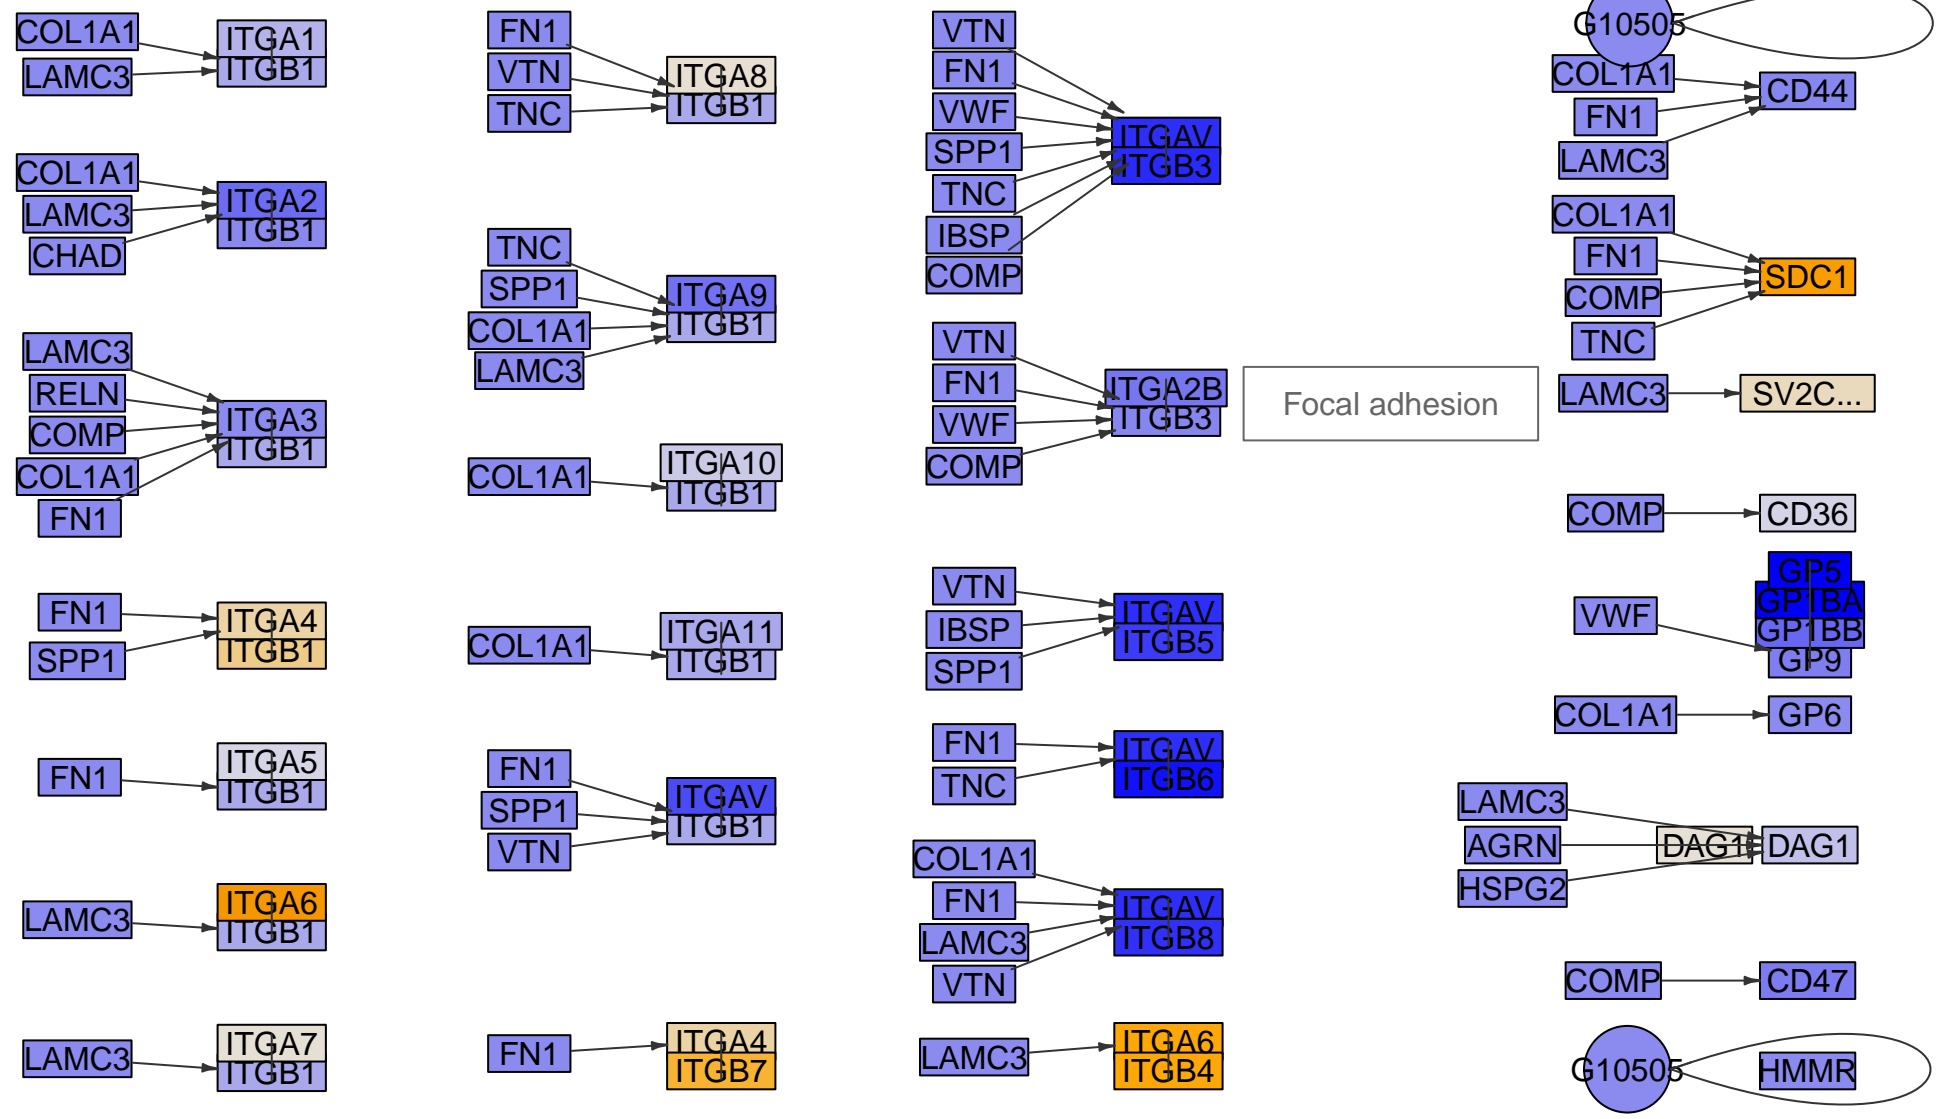 COL1A1
LAMC3
ITGA1
ITGB1
COL1A1
LAMC3
CHAD
ITGA2
ITGB1
LAMC3
RELN
COMP
COL1A1
FN1
ITGA3
ITGB1
FN1
SPP1
ITGA4
ITGB1
FN1
ITGA5
ITGB1
LAMC3
ITGA6
ITGB1
LAMC3
ITGA7
ITGB1
FN1
VTN
TNC
ITGA8
ITGB1
TNC
SPP1
COL1A1
LAMC3
ITGA9
ITGB1
COL1A1
ITGA10
ITGB1
COL1A1
ITGA11
ITGB1
FN1
SPP1
VTN
ITGAV
ITGB1
FN1
ITGA4
ITGB7
VTN
FN1
VWF
SPP1
TNC
IBSP
COMP
ITGAV
ITGB3
VTN
FN1
VWF
COMP
ITGA2B
ITGB3
Focal adhesion
VTN
IBSP
SPP1
ITGAV
ITGB5
FN1
TNC
ITGAV
ITGB6
COL1A1
FN1
LAMC3
VTN
ITGAV
ITGB8
LAMC3
ITGA6
ITGB4
G10505
COL1A1
FN1
LAMC3
CD44
COL1A1
FN1
COMP
TNC
SDC1
LAMC3
SV2C...
COMP
CD36
VWF
GP5
GP1BA
GP1BB
GP9
COL1A1
GP6
LAMC3
AGRN
HSPG2
DAG1
DAG1
COMP
CD47
G10505
HMMR